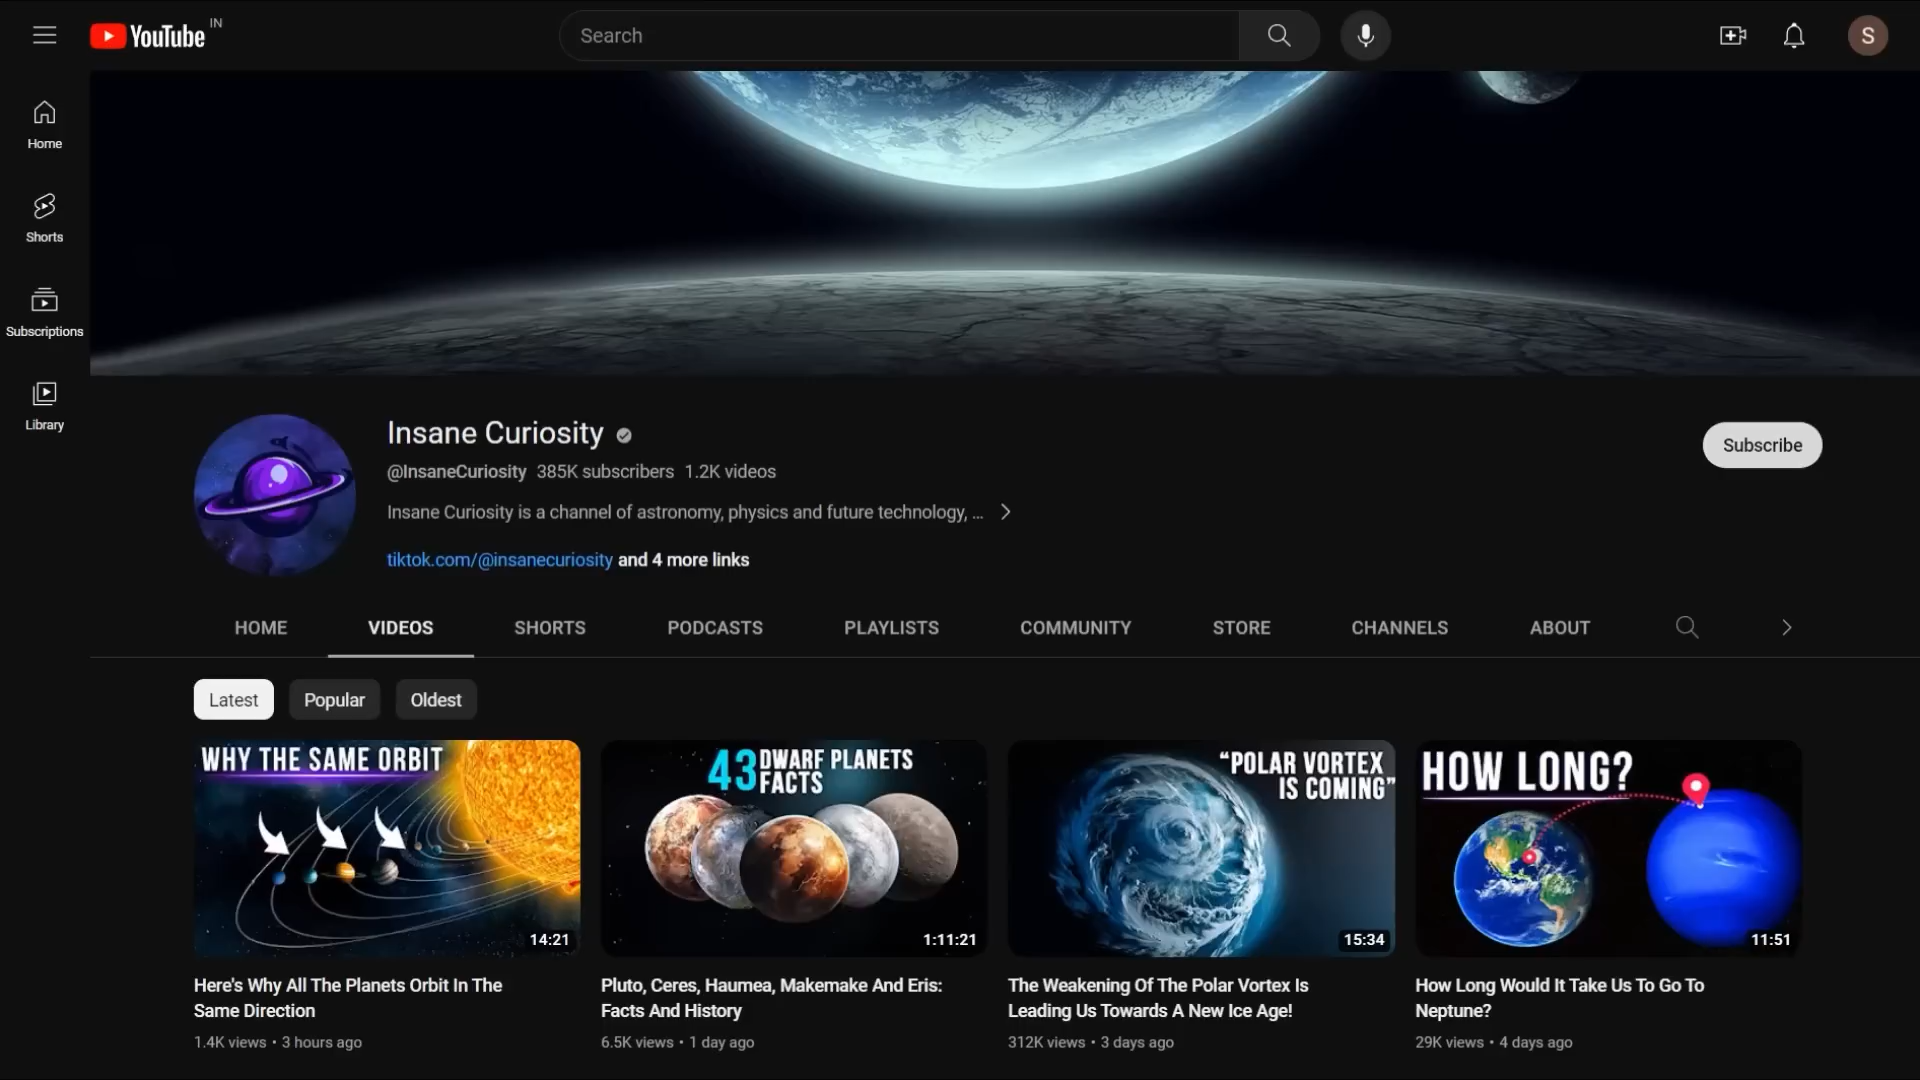 YouTube IN
Search
S
Home
Shorts
Subscriptions
Library
Insane Curiosity
@InsaneCuriosity 385K subscribers 1.2K videos
Insane Curiosity is a channel of astronomy, physics and future technology, ...
tiktok.com/@insanecuriosity and 4 more links
Subscribe
HOME VIDEOS SHORTS PODCASTS PLAYLISTS COMMUNITY STORE CHANNELS ABOUT
Latest Popular Oldest
WHY THE SAME ORBIT
14:21
Here's Why All The Planets Orbit In The
Same Direction
1.4K views • 3 hours ago
43 DWARF PLANETS
FACTS
1:11:21
Pluto, Ceres, Haumea, Makemake And Eris:
Facts And History
6.5K views • 1 day ago
“POLAR VORTEX
IS COMING”
15:34
The Weakening Of The Polar Vortex Is
Leading Us Towards A New Ice Age!
312K views • 3 days ago
HOW LONG?
11:51
How Long Would It Take Us To Go To
Neptune?
29K views • 4 days ago